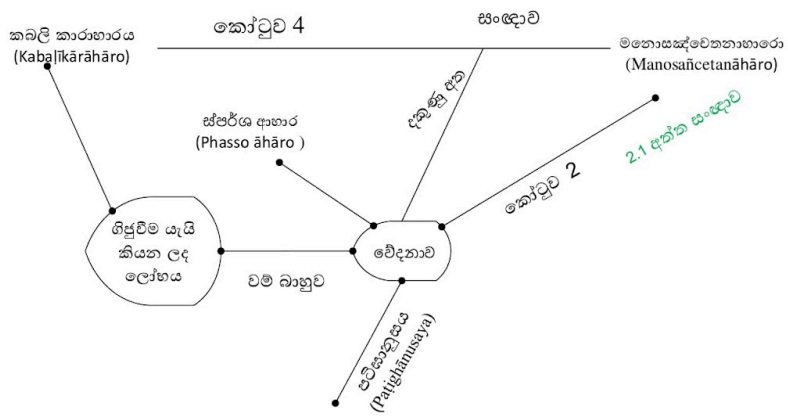 කබලි කාරාහාරය
(Kabaḷīkārāhāro)
කෝටුව 4
සංඥාව
මනොසඤ්චෙතනාහාරො
(Manosañcetanāhāro)
දකුණු අත
ස්පර්ශ ආහාර
(Phasso āhāro )
2.1 අත්ත සංඥාව
කෝටුව 2
ගිජුවීම යැයි
කියන ලද
ලෝභය
වේදනාව
වම් බාහුව
පටිඝානුසය
(Paṭighānusaya)